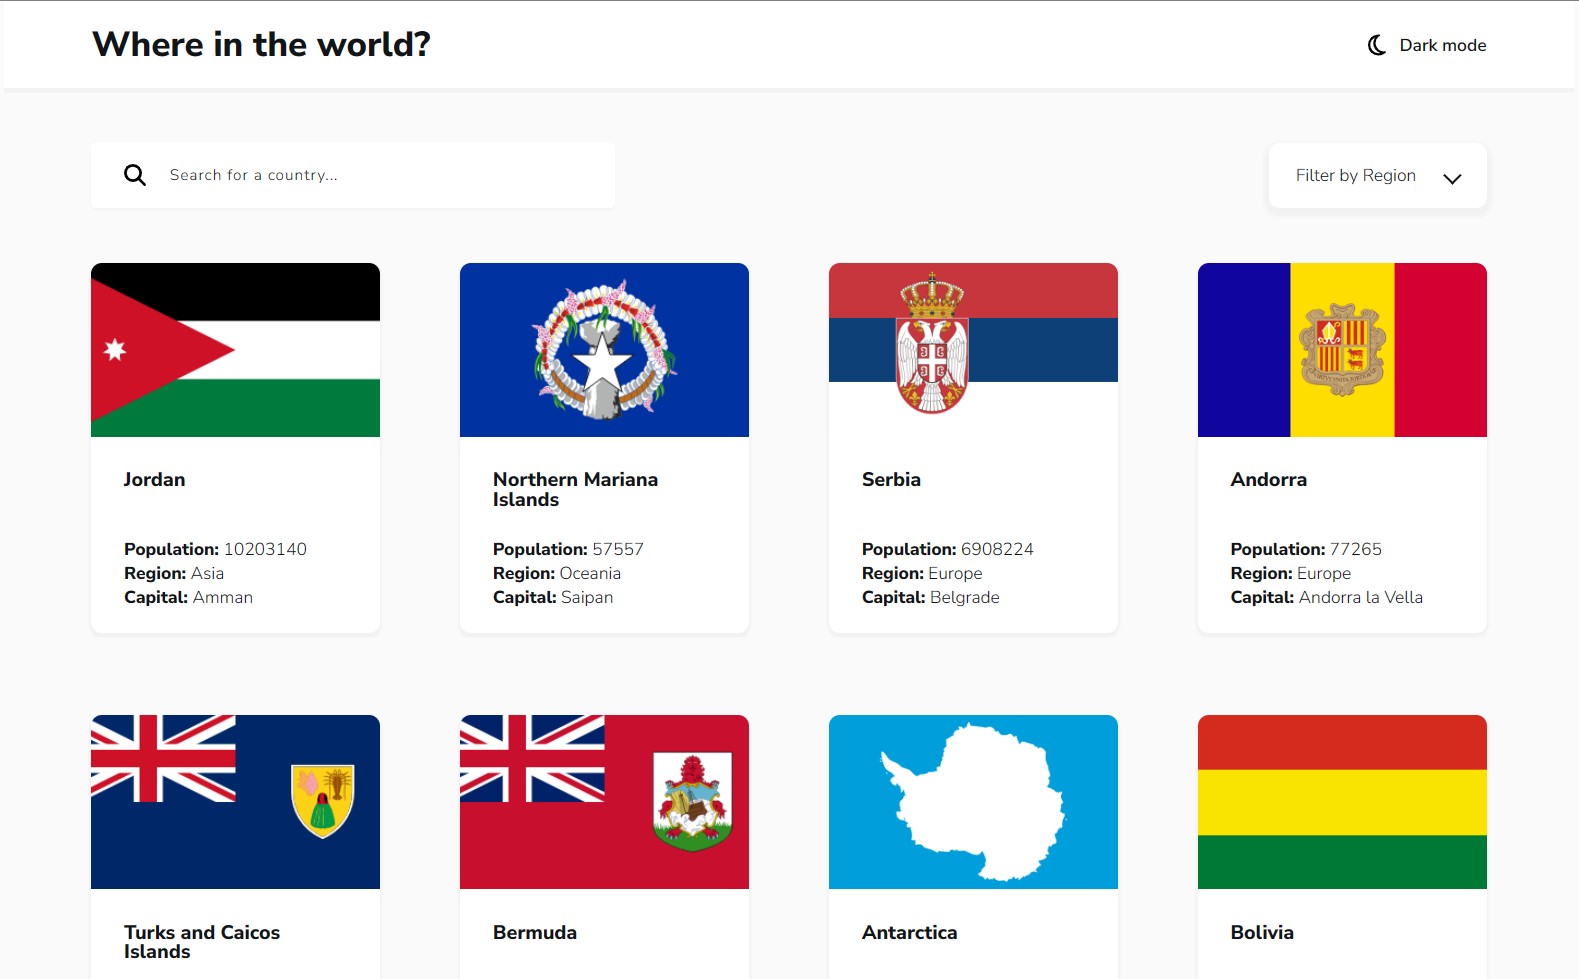 Where in the world?
Dark mode
Search for a country...
Filter by Region
Jordan
Population: 10203140
Region: Asia
Capital: Amman
Northern Mariana
Islands
Population: 57557
Region: Oceania
Capital: Saipan
Serbia
Population: 6908224
Region: Europe
Capital: Belgrade
Andorra
Population: 77265
Region: Europe
Capital: Andorra la Vella
Turks and Caicos
Islands
Bermuda
Antarctica
Bolivia